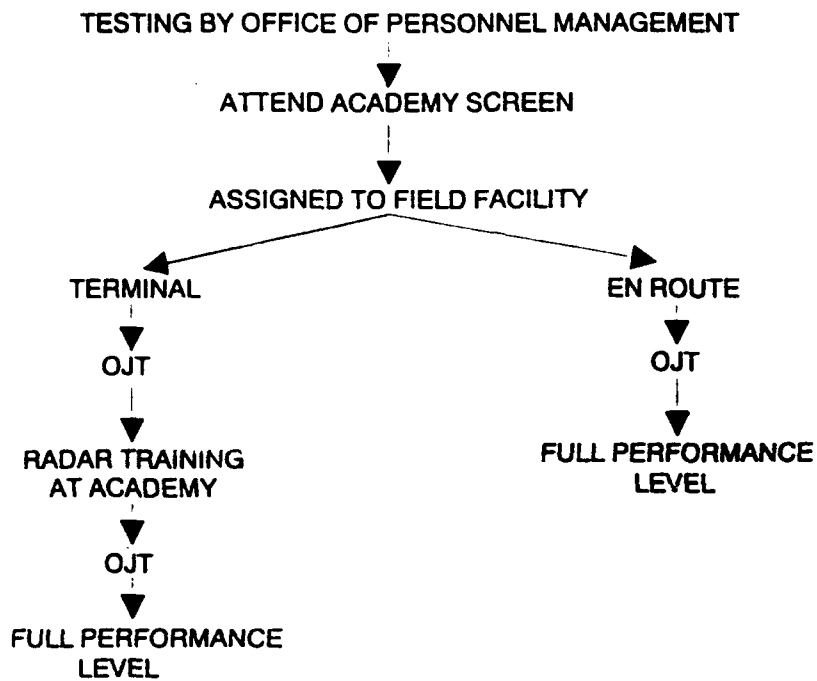 TESTING BY OFFICE OF PERSONNEL MANAGEMENT
ATTEND ACADEMY SCREEN
ASSIGNED TO FIELD FACILITY
TERMINAL
OJT
RADAR TRAINING
AT ACADEMY
OJT
FULL PERFORMANCE
LEVEL
EN ROUTE
OJT
FULL PERFORMANCE
LEVEL